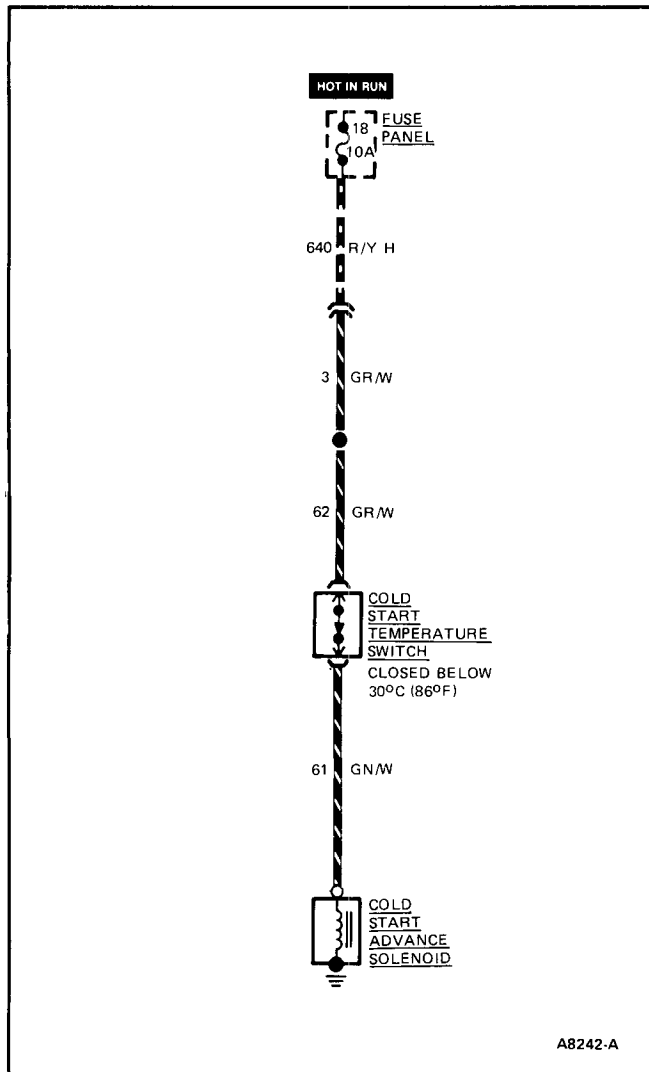 HOT IN RUN
18
10A
FUSE
PANEL
640 R/Y H
3 GR/W
62 GR/W
COLD
START
TEMPERATURE
SWITCH
CLOSED BELOW
30°C (86°F)
61 GN/W
COLD
START
ADVANCE
SOLENOID
A8242-A